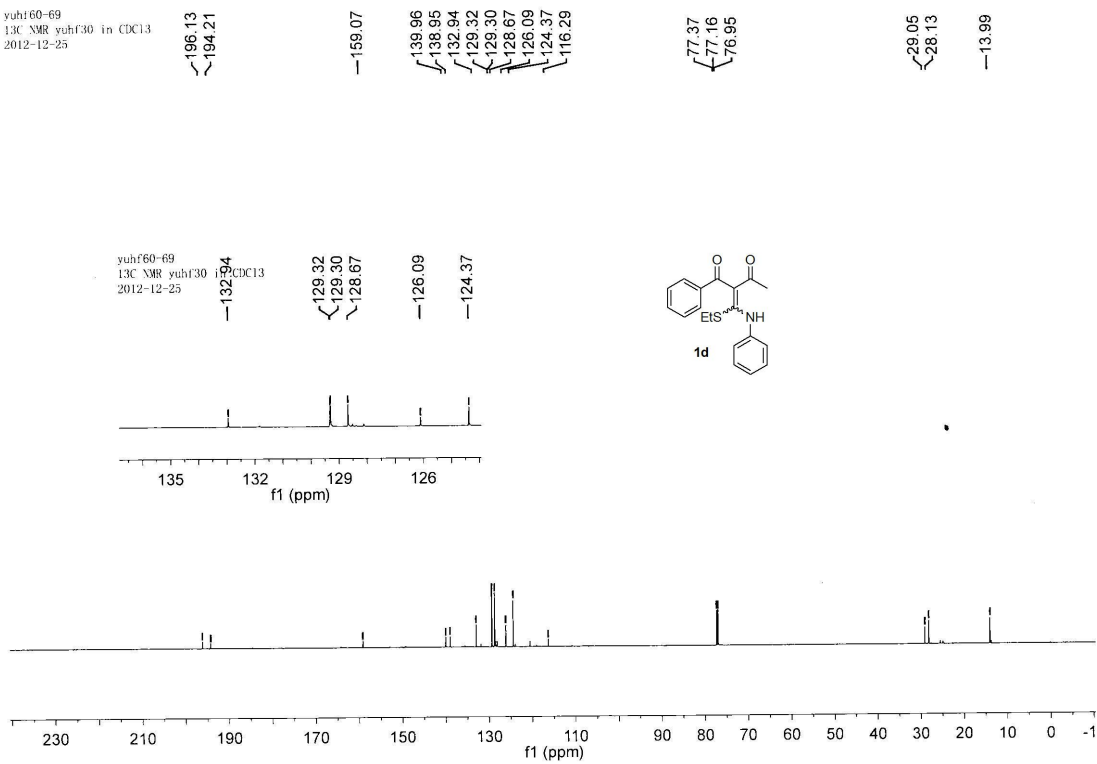 yuhf60-69
13C NMR yuhf30 in CDCl3
2012-12-25
196.13
194.21
159.07
139.96
138.95
132.94
129.32
129.30
128.67
126.09
124.37
116.29
77.37
77.16
76.95
29.05
28.13
13.99
yuhf60-69
13C NMR yuhf30 in CDCl3
2012-12-25
132.94
129.32
129.30
128.67
126.09
124.37
135 132 129 126
f1 (ppm)
O O
EtS NH
1d
230 210 190 170 150 130 110 90 80 70 60 50 40 30 20 10 0 -1
f1 (ppm)